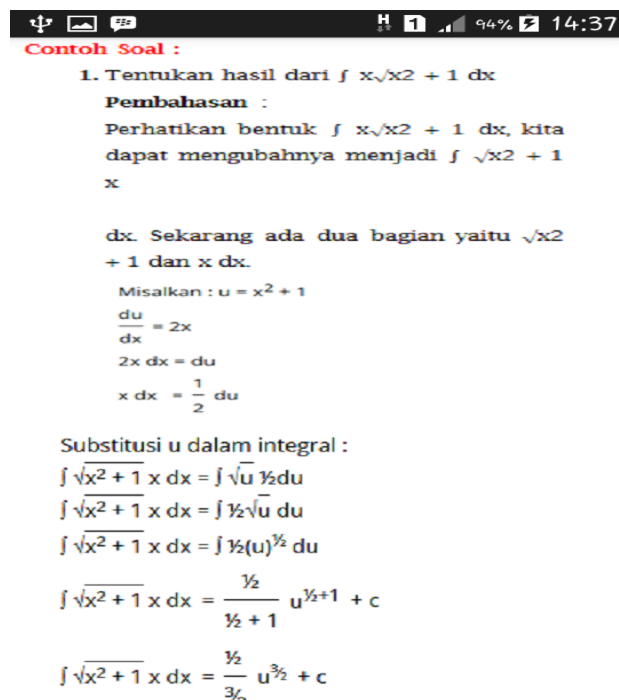 H 1 94% 14:37
Contoh Soal :
1. Tentukan hasil dari ∫ x√x2 + 1 dx
Pembahasan :
Perhatikan bentuk ∫ x√x2 + 1 dx, kita
dapat mengubahnya menjadi ∫ √x2 + 1
x
dx. Sekarang ada dua bagian yaitu √x2
+ 1 dan x dx.
Misalkan : u = x² + 1
du/dx = 2x
2x dx = du
x dx = 1/2 du
Substitusi u dalam integral :
∫ √x² + 1 x dx = ∫ √u ½du
∫ √x² + 1 x dx = ∫ ½√u du
∫ √x² + 1 x dx = ∫ ½(u)^½ du
∫ √x² + 1 x dx = ½/(½ + 1) u^(½+1) + c
∫ √x² + 1 x dx = ½/(3/2) u^(3/2) + c